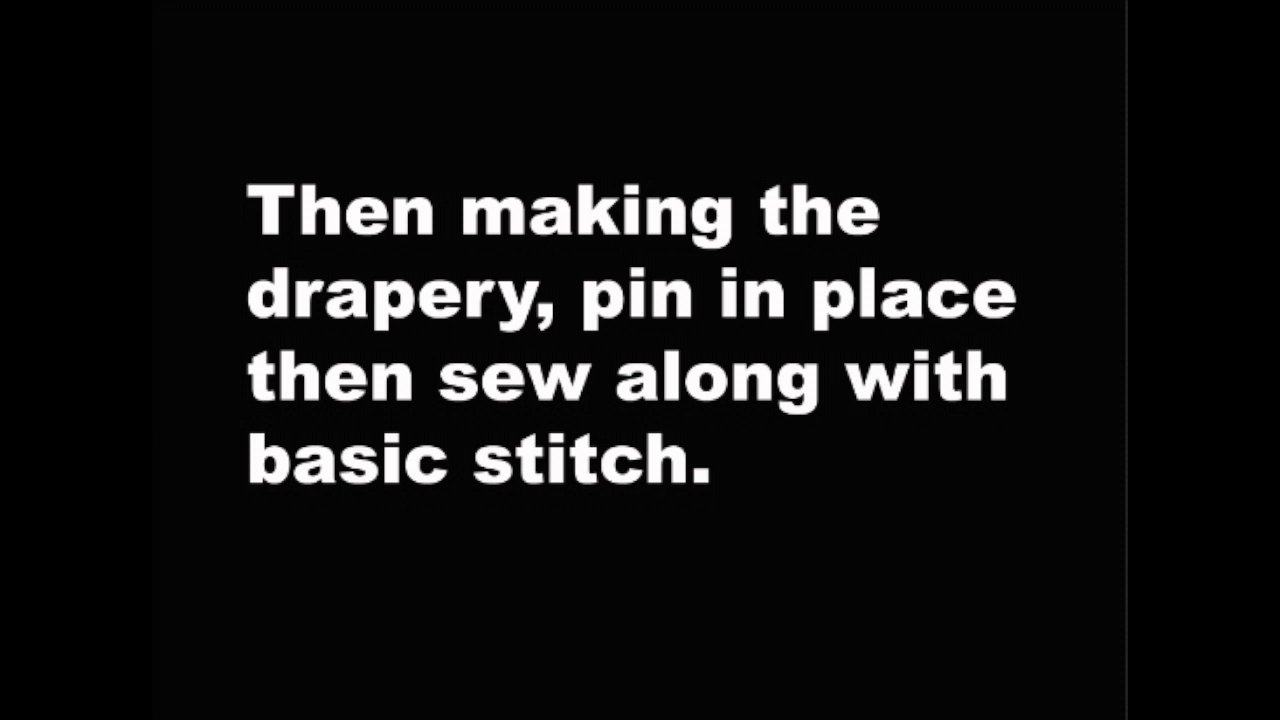 Then making the
drapery, pin in place
then sew along with
basic stitch.